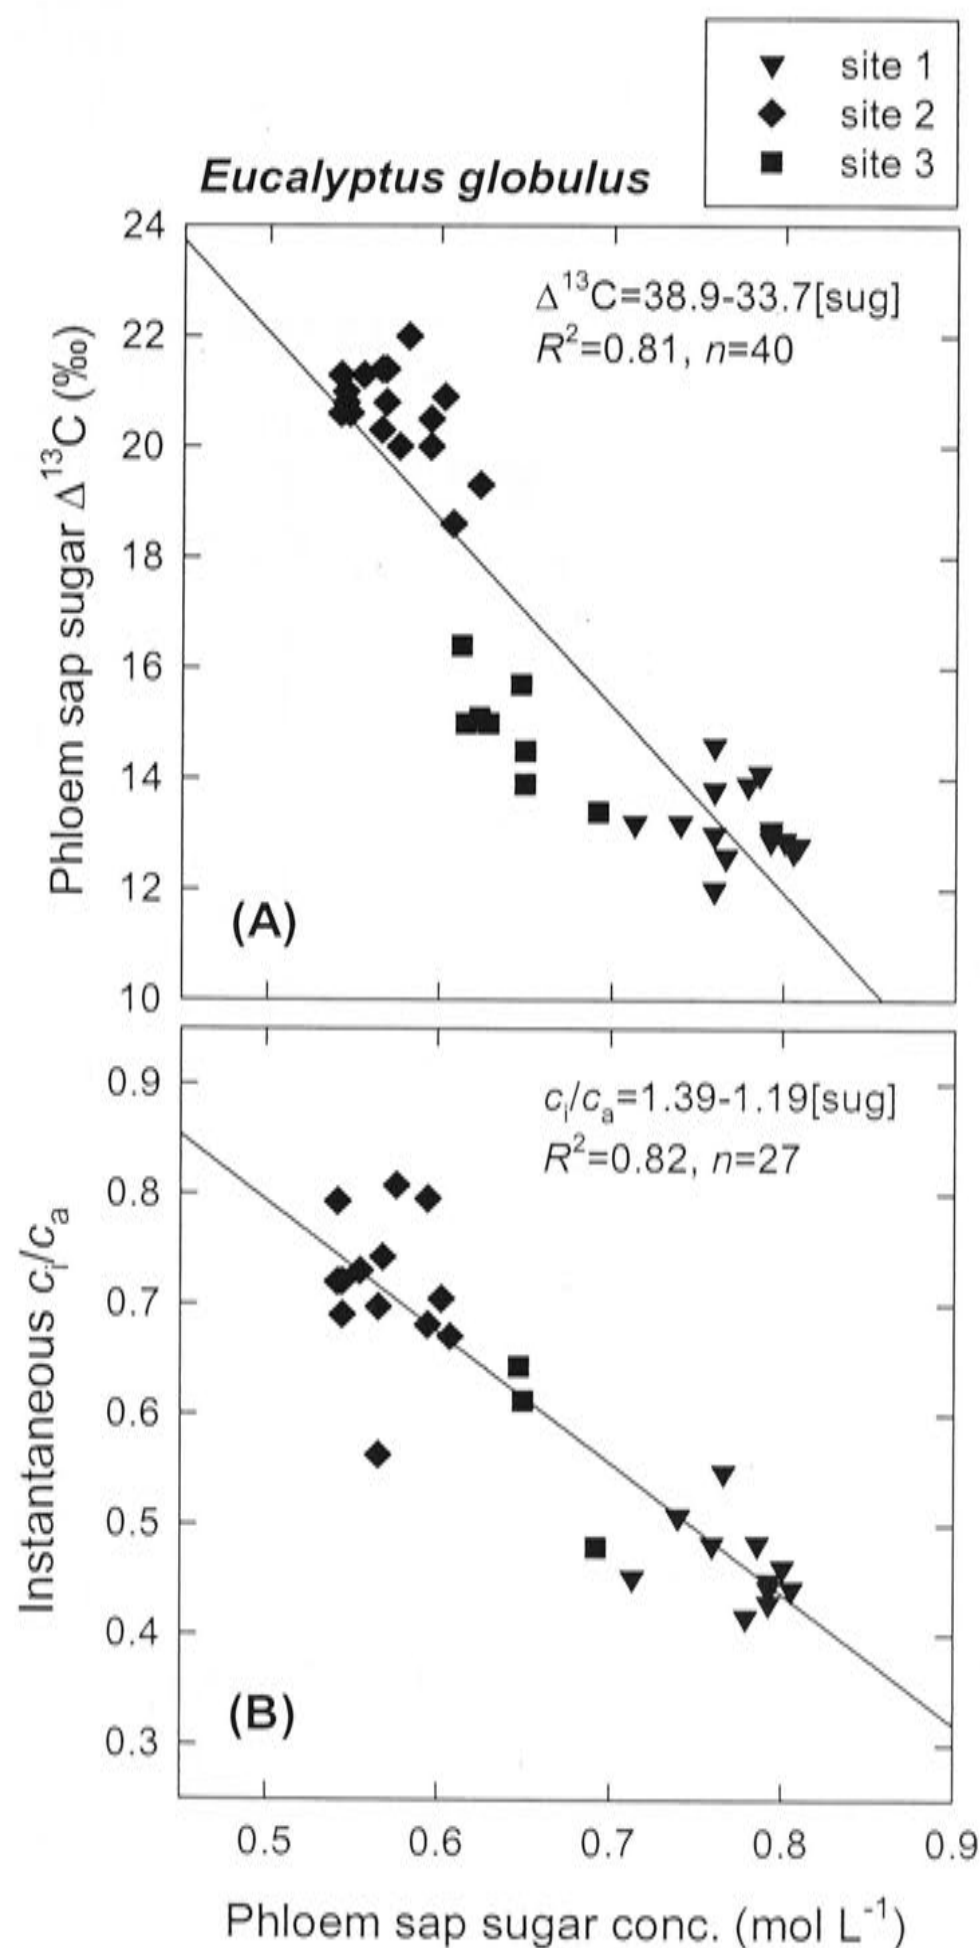 site 1
site 2
site 3
Eucalyptus globulus
24
22
20
18
16
14
12
10
Phloem sap sugar Δ¹³C (‰)
Δ¹³C=38.9-33.7[sug]
R²=0.81, n=40
(A)
0.9
0.8
0.7
0.6
0.5
0.4
0.3
Instantaneous cᵢ/cₐ
cᵢ/cₐ=1.39-1.19[sug]
R²=0.82, n=27
(B)
0.5 0.6 0.7 0.8 0.9
Phloem sap sugar conc. (mol L⁻¹)